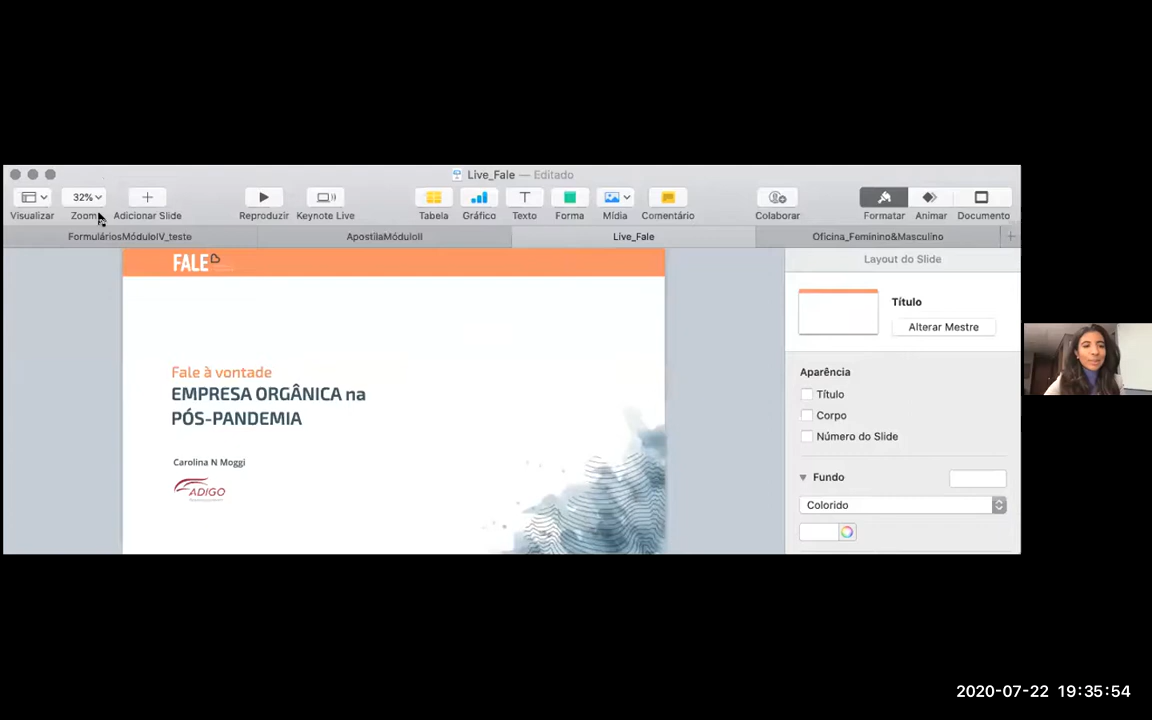 Live_Fale — Editado
32%
Visualizar Zoom Adicionar Slide Reproduzir Keynote Live Tabela Gráfico Texto Forma Mídia Comentário Colaborar Formatar Animar Documento
FormuláriosMóduloIV_teste ApostilaMóduloII Live_Fale Oficina_Feminino&Masculino
Layout do Slide
FALE
Título
Alterar Mestre
Fale à vontade
EMPRESA ORGÂNICA na
PÓS-PANDEMIA
Carolina N Moggi
ADIGO
Aparência
Título
Corpo
Número do Slide
Fundo
Colorido
2020-07-22 19:35:54